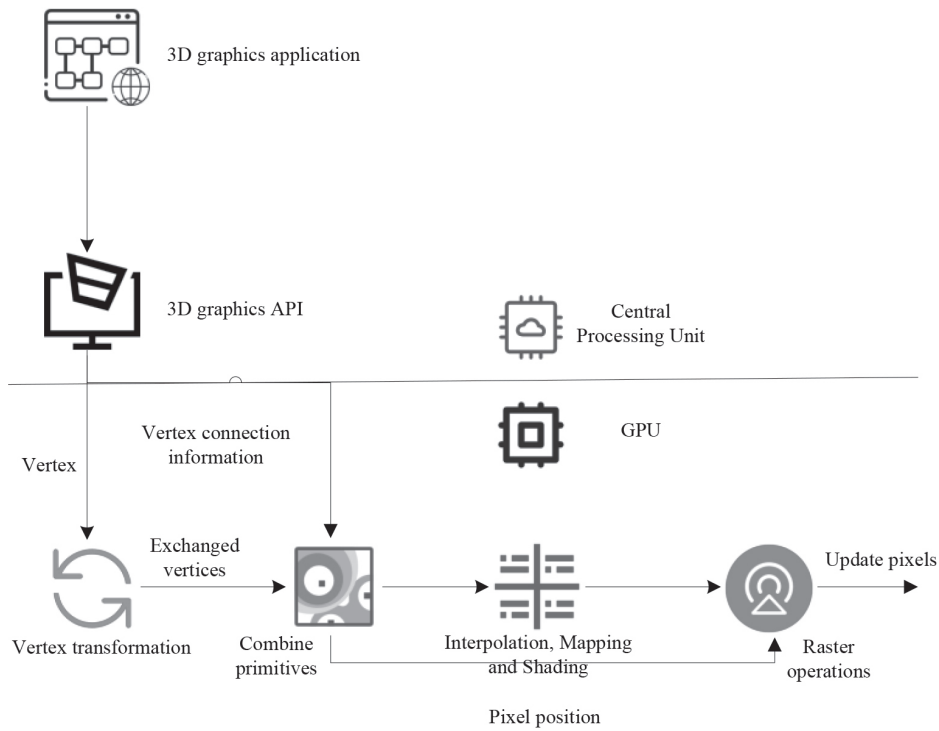 3D graphics application
3D graphics API
Central
Processing Unit
GPU
Vertex connection
information
Vertex
Exchanged
vertices
Update pixels
Vertex transformation
Combine
primitives
Interpolation, Mapping
and Shading
Raster
operations
Pixel position